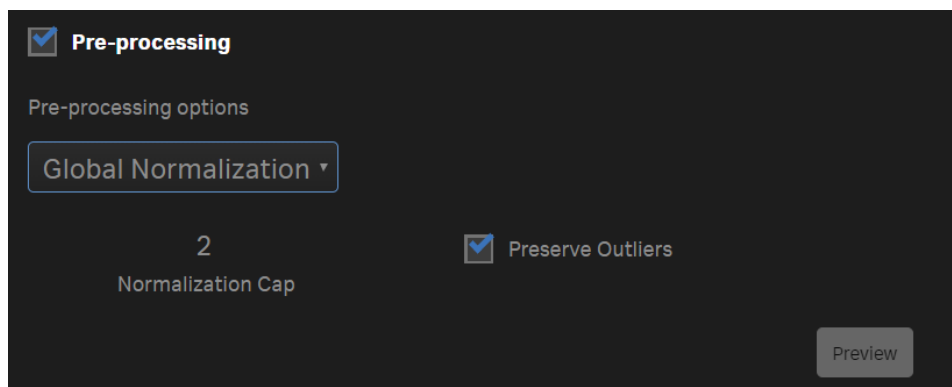 Pre-processing
Pre-processing options
Global Normalization
2
Normalization Cap
Preserve Outliers
Preview